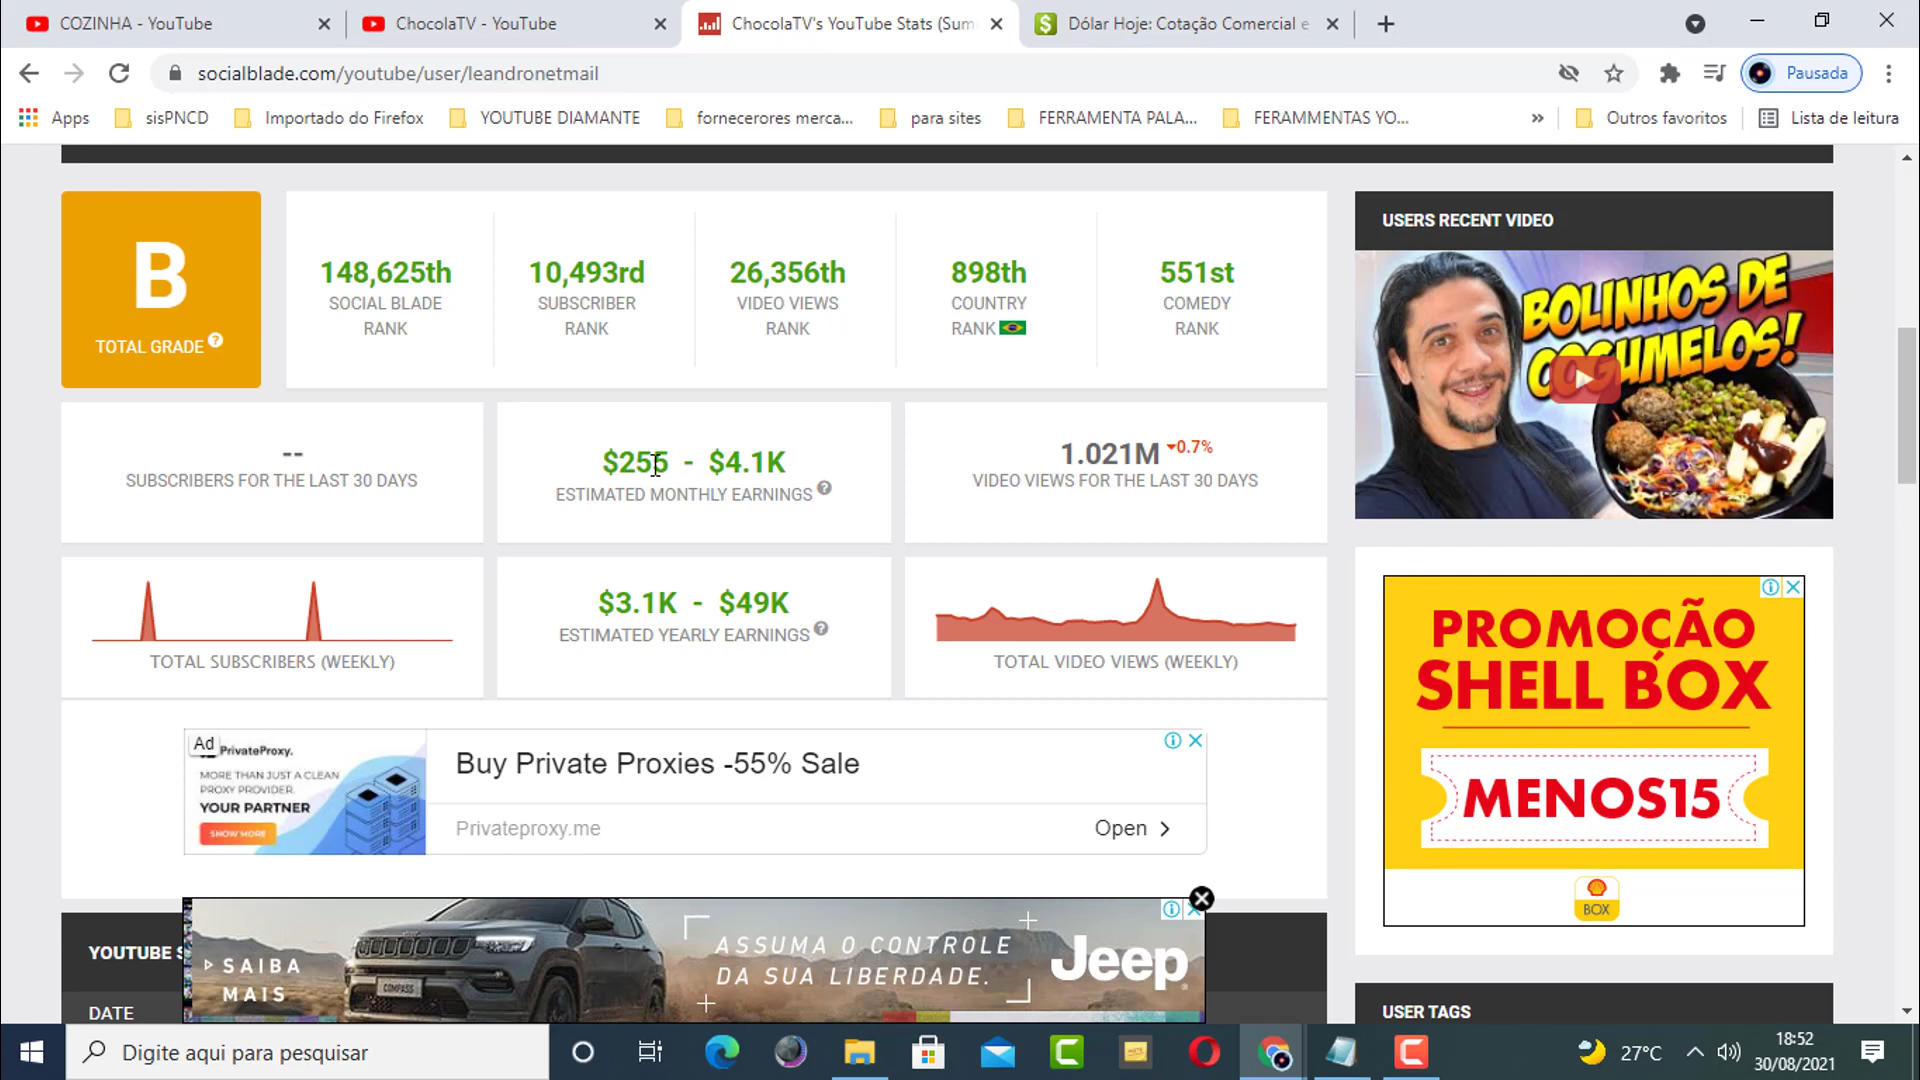 COZINHA - YouTube
ChocolaTV - YouTube
ChocolaTV's YouTube Stats (Sum
Dólar Hoje: Cotação Comercial e
socialblade.com/youtube/user/leandronetmail
Pausada
Apps
sisPNCD
Importado do Firefox
YOUTUBE DIAMANTE
fornecerores merca...
para sites
FERRAMENTA PALA...
FERAMMENTAS YO...
Outros favoritos
Lista de leitura
B
TOTAL GRADE
148,625th
SOCIAL BLADE
RANK
10,493rd
SUBSCRIBER
RANK
26,356th
VIDEO VIEWS
RANK
898th
COUNTRY
RANK
551st
COMEDY
RANK
USERS RECENT VIDEO
BOLINHOS DE
COGUMELOS!
--
SUBSCRIBERS FOR THE LAST 30 DAYS
$255 - $4.1K
ESTIMATED MONTHLY EARNINGS
1.021M 0.7%
VIDEO VIEWS FOR THE LAST 30 DAYS
TOTAL SUBSCRIBERS (WEEKLY)
$3.1K - $49K
ESTIMATED YEARLY EARNINGS
TOTAL VIDEO VIEWS (WEEKLY)
PROMOÇÃO
SHELL BOX
MENOS15
BOX
Ad
PrivateProxy.
MORE THAN JUST A CLEAN
PROXY PROVIDER.
YOUR PARTNER
SHOW MORE
Buy Private Proxies -55% Sale
Privateproxy.me
Open
YOUTUBE S
DATE
SAIBA
MAIS
COMPASS
ASSUMA O CONTROLE
DA SUA LIBERDADE.
Jeep
USER TAGS
Digite aqui para pesquisar
27°C
18:52
30/08/2021